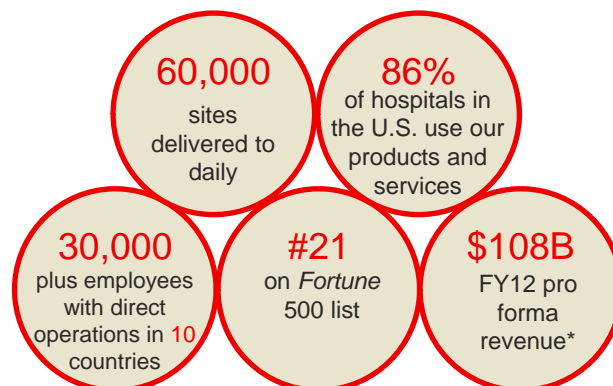 60,000
sites
delivered to
daily
86%
of hospitals in
the U.S. use our
products and
services
30,000
plus employees
with direct
operations in 10
countries
#21
on Fortune
500 list
$108B
FY12 pro
forma
revenue*